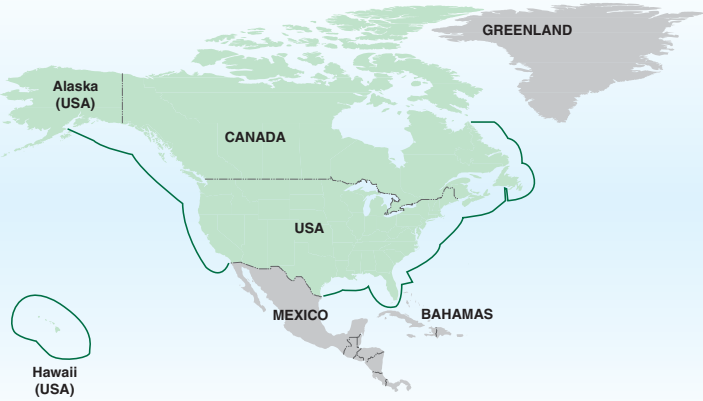 GREENLAND
Alaska
(USA)
CANADA
USA
MEXICO
BAHAMAS
Hawaii
(USA)